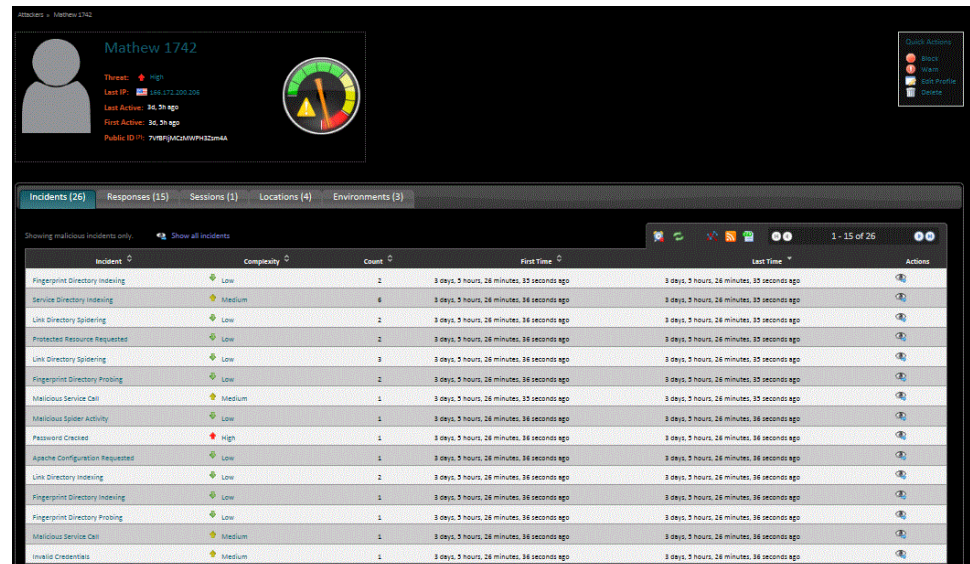 Attackers » Mathew 1742
Mathew 1742
Threat: High
Last IP: 166.172.200.206
Last Active: 3d, 5h ago
First Active: 3d, 5h ago
Public ID (?):
Quick Actions
Block
Warn
Edit Profile
Delete
Incidents (26) Responses (15) Sessions (1) Locations (4) Environments (3)
Showing malicious incidents only. Show all incidents
1 - 15 of 26
Incident Complexity Count First Time Last Time Actions
Fingerprint Directory Indexing Low 2 3 days, 5 hours, 26 minutes, 35 seconds ago 3 days, 5 hours, 26 minutes, 35 seconds ago
Service Directory Indexing Medium 6 3 days, 5 hours, 26 minutes, 36 seconds ago 3 days, 5 hours, 26 minutes, 35 seconds ago
Link Directory Spidering Low 2 3 days, 5 hours, 26 minutes, 36 seconds ago 3 days, 5 hours, 26 minutes, 35 seconds ago
Protected Resource Requested Low 2 3 days, 5 hours, 26 minutes, 36 seconds ago 3 days, 5 hours, 26 minutes, 35 seconds ago
Link Directory Spidering Low 3 3 days, 5 hours, 26 minutes, 36 seconds ago 3 days, 5 hours, 26 minutes, 35 seconds ago
Fingerprint Directory Probing Low 2 3 days, 5 hours, 26 minutes, 36 seconds ago 3 days, 5 hours, 26 minutes, 35 seconds ago
Malicious Service Call Medium 1 3 days, 5 hours, 26 minutes, 35 seconds ago 3 days, 5 hours, 26 minutes, 35 seconds ago
Malicious Spider Activity Low 1 3 days, 5 hours, 26 minutes, 36 seconds ago 3 days, 5 hours, 26 minutes, 36 seconds ago
Password Cracked High 1 3 days, 5 hours, 26 minutes, 36 seconds ago 3 days, 5 hours, 26 minutes, 36 seconds ago
Apache Configuration Requested Low 1 3 days, 5 hours, 26 minutes, 36 seconds ago 3 days, 5 hours, 26 minutes, 36 seconds ago
Link Directory Indexing Low 2 3 days, 5 hours, 26 minutes, 36 seconds ago 3 days, 5 hours, 26 minutes, 36 seconds ago
Fingerprint Directory Indexing Low 1 3 days, 5 hours, 26 minutes, 36 seconds ago 3 days, 5 hours, 26 minutes, 36 seconds ago
Fingerprint Directory Probing Low 1 3 days, 5 hours, 26 minutes, 36 seconds ago 3 days, 5 hours, 26 minutes, 36 seconds ago
Malicious Service Call Medium 1 3 days, 5 hours, 26 minutes, 36 seconds ago 3 days, 5 hours, 26 minutes, 36 seconds ago
Invalid Credentials Medium 1 3 days, 5 hours, 26 minutes, 36 seconds ago 3 days, 5 hours, 26 minutes, 36 seconds ago